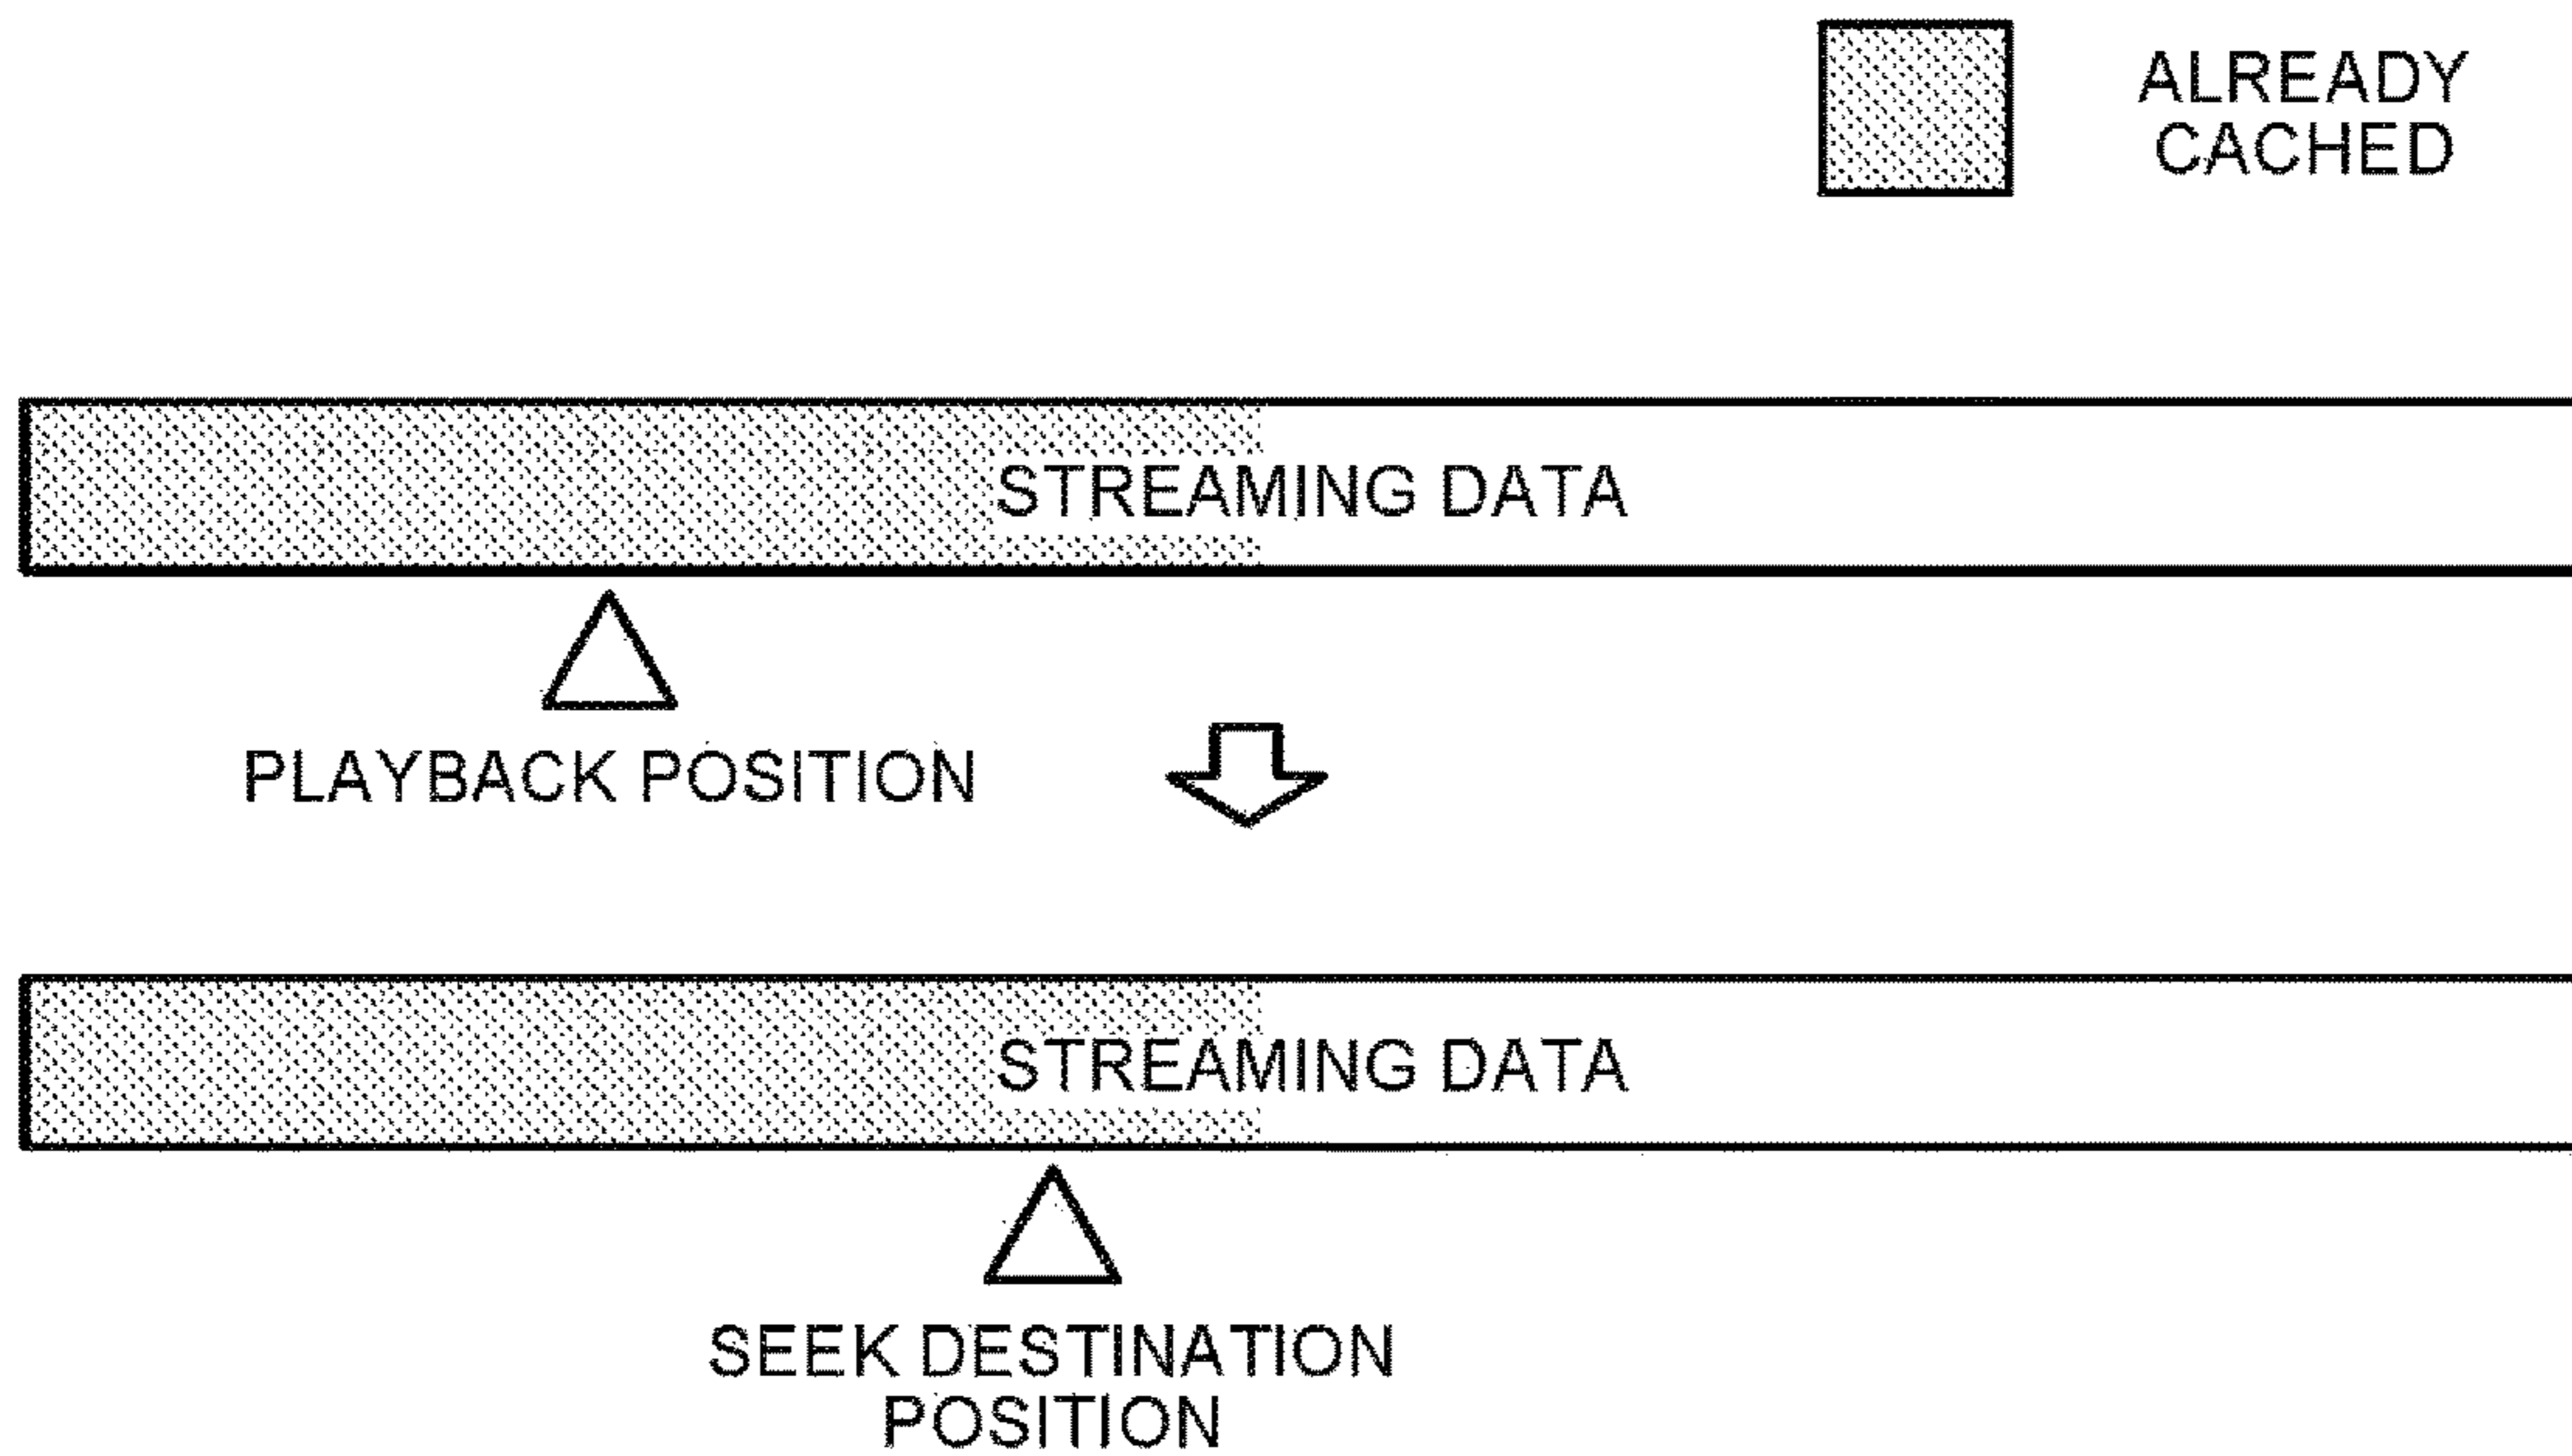 ALREADY
CACHED
STREAMING DATA
PLAYBACK POSITION
STREAMING DATA
SEEK DESTINATION
POSITION